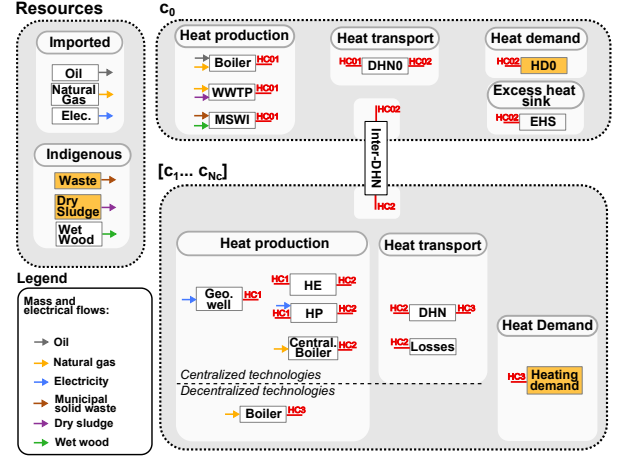 Resources
Imported
Oil
Natural
Gas
Elec.
Indigenous
Waste
Dry
Sludge
Wet
Wood
Legend
Mass and
electrical flows:
Oil
Natural gas
Electricity
Municipal
solid waste
Dry sludge
Wet wood
c0
Heat production
Boiler
HC01
WWTP
HC01
MSWI
HC01
Heat transport
HC01
DHN0
HC02
Heat demand
HC02
HD0
Excess heat
sink
HC02
EHS
HC02
Inter-DHN
HC2
[c1... cNc]
Heat production
Geo.
well
HC1
HC1
HE
HC2
HC1
HP
HC2
Central.
Boiler
HC2
Centralized technologies
Decentralized technologies
Boiler
HC3
Heat transport
HC2
DHN
HC3
HC2
Losses
Heat Demand
HC3
Heating
demand